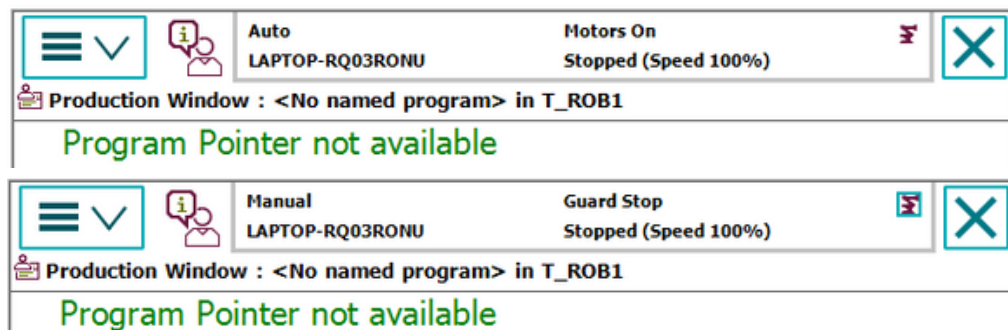 Auto Motors On
LAPTOP-RQ03RONU Stopped (Speed 100%)
Production Window : <No named program> in T_ROB1
Program Pointer not available
Manual Guard Stop
LAPTOP-RQ03RONU Stopped (Speed 100%)
Production Window : <No named program> in T_ROB1
Program Pointer not available